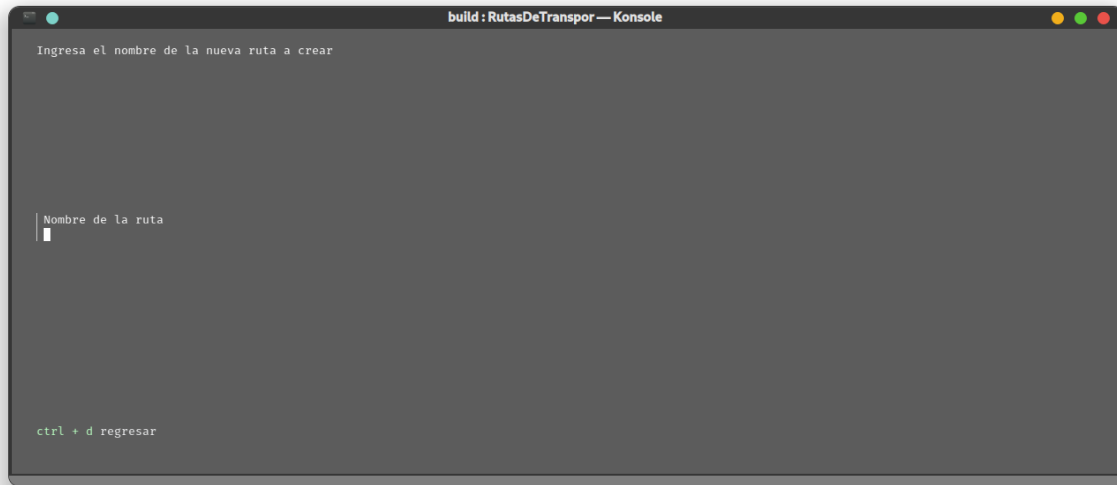 build : RutasDeTranspor — Konsole
Ingresa el nombre de la nueva ruta a crear
Nombre de la ruta
ctrl + d regresar